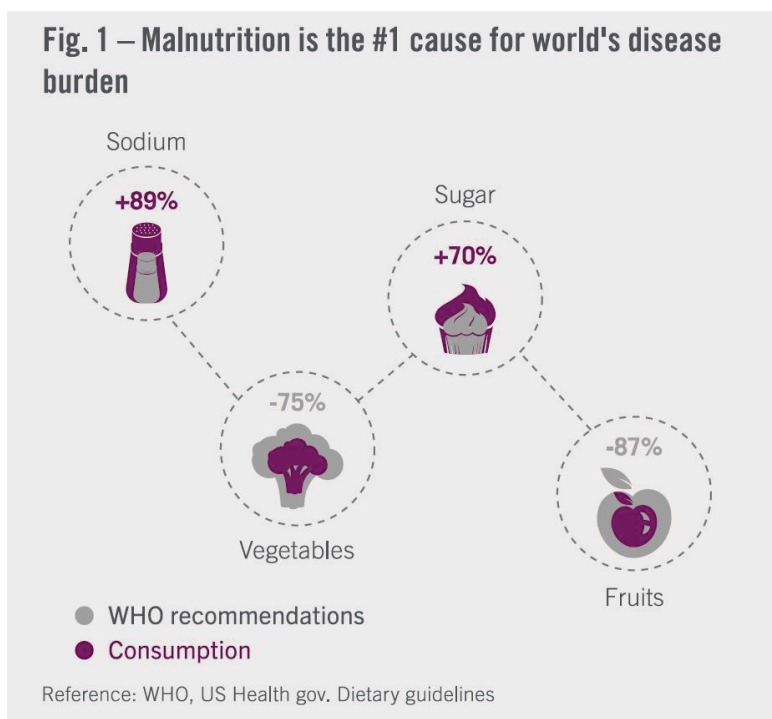 Fig. 1 – Malnutrition is the #1 cause for world's disease
burden
Sodium
+89%
Sugar
+70%
-75%
Vegetables
-87%
Fruits
WHO recommendations
Consumption
Reference: WHO, US Health gov. Dietary guidelines